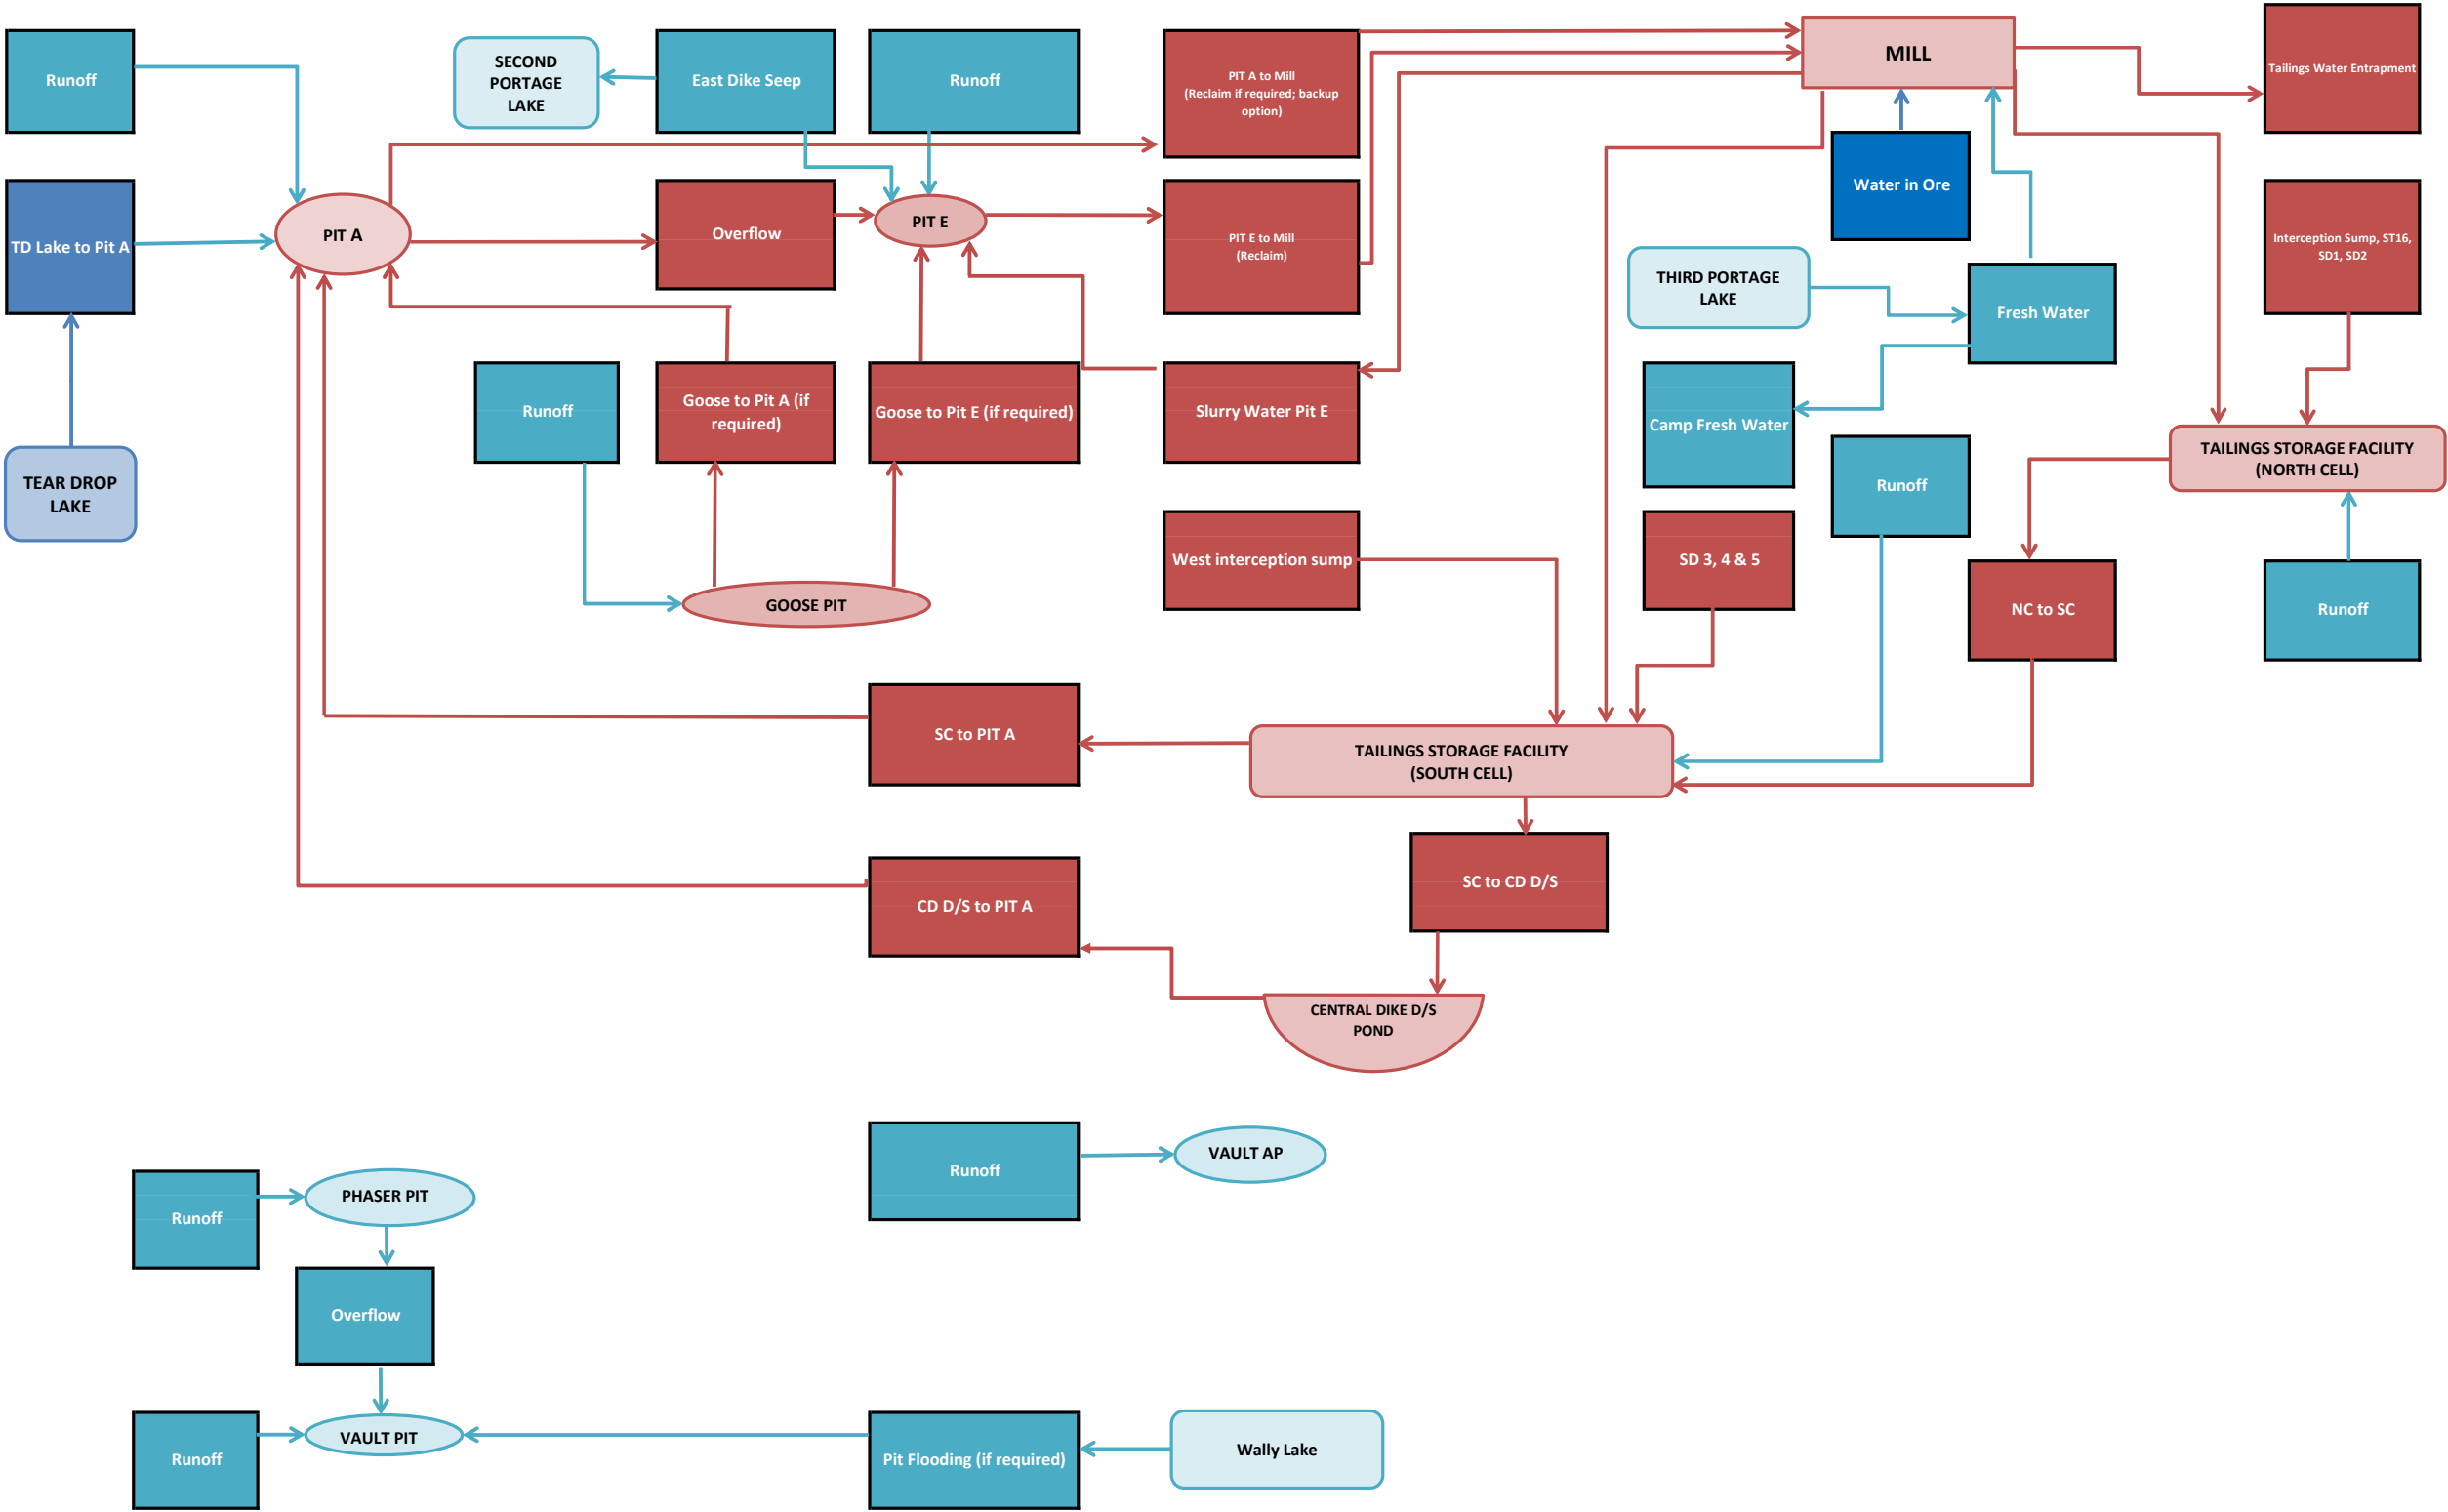 Runoff
SECOND
PORTAGE
LAKE
East Dike Seep
Runoff
PIT A to Mill
(Reclaim if required; backup
option)
MILL
Tailings Water Entrapment
TD Lake to Pit A
PIT A
Overflow
PIT E
PIT E to Mill
(Reclaim)
Water in Ore
Interception Sump, ST16,
SD1, SD2
THIRD PORTAGE
LAKE
Fresh Water
Runoff
Goose to Pit A (if
required)
Goose to Pit E (if required)
Slurry Water Pit E
Camp Fresh Water
TAILINGS STORAGE FACILITY
(NORTH CELL)
TEAR DROP
LAKE
Runoff
West interception sump
SD 3, 4 & 5
GOOSE PIT
NC to SC
Runoff
SC to PIT A
TAILINGS STORAGE FACILITY
(SOUTH CELL)
CD D/S to PIT A
SC to CD D/S
CENTRAL DIKE D/S
POND
Runoff
VAULT AP
Runoff
PHASER PIT
Overflow
Runoff
VAULT PIT
Pit Flooding (if required)
Wally Lake